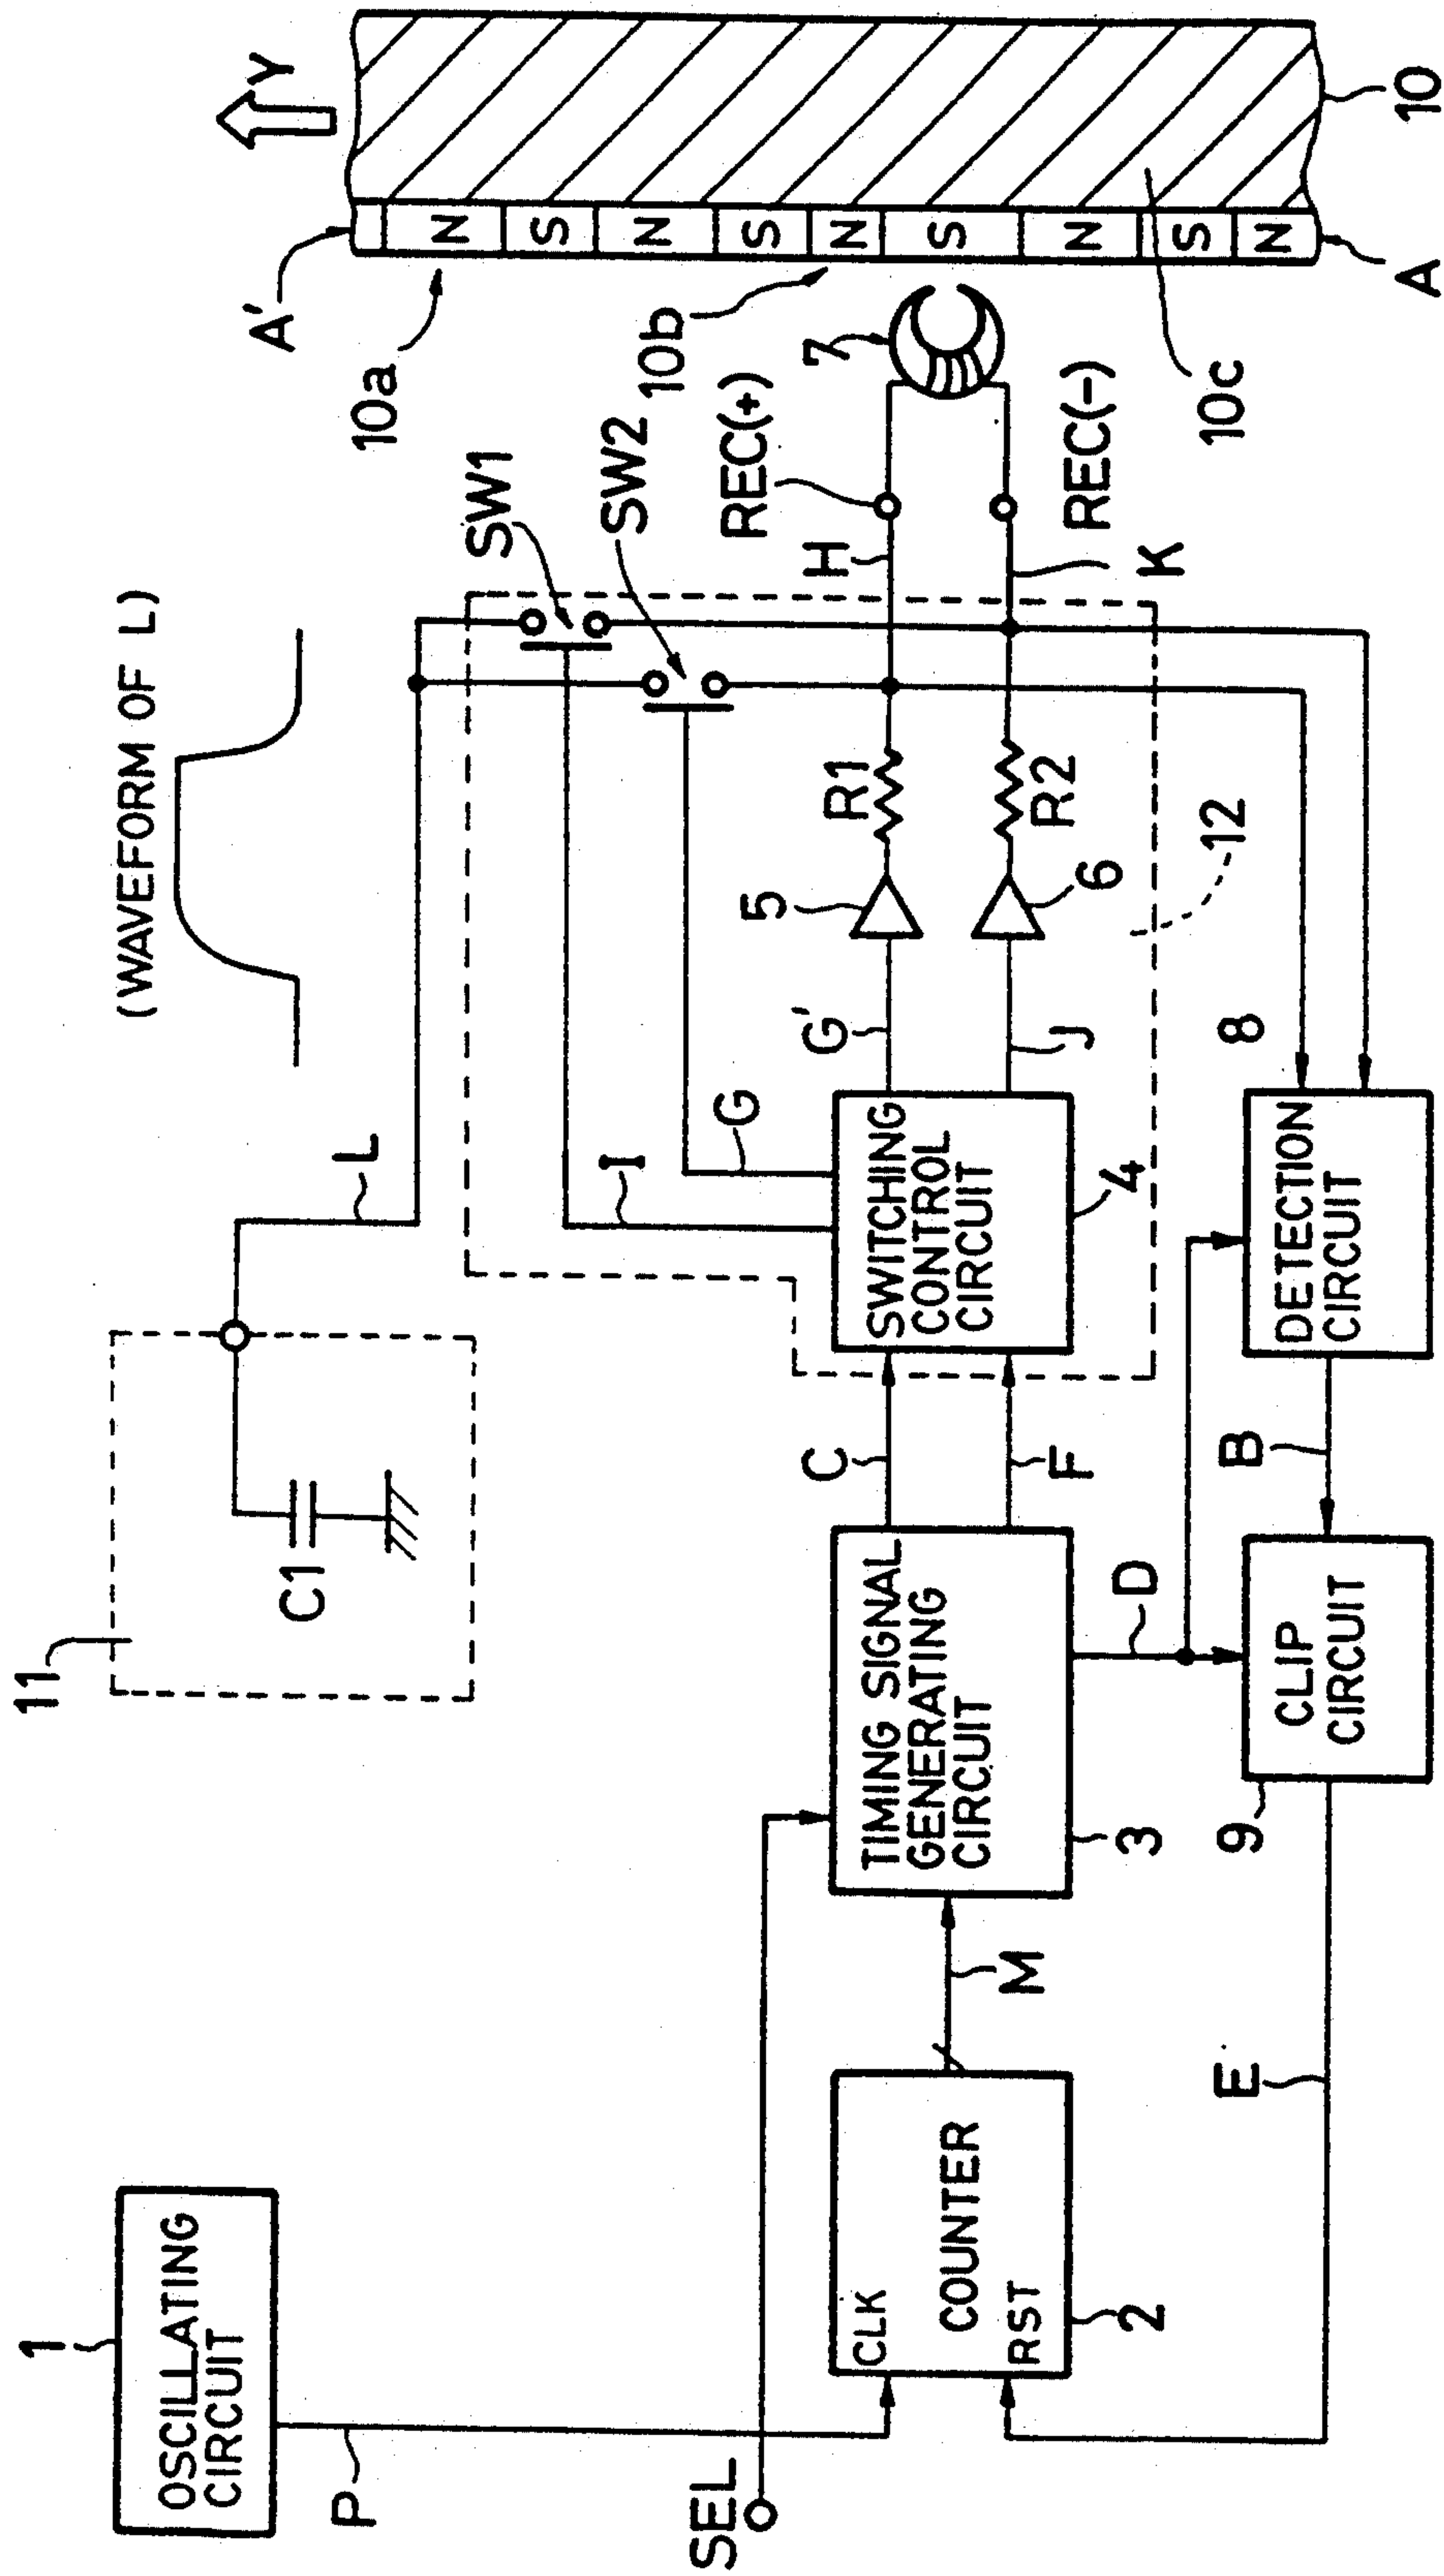 (WAVEFORM OF L)
Y
A'
10a
10b
N
S
N
S
N
S
N
S
N
A
10
10c
7
SW1
SW2
REC(+)
REC(-)
H
K
L
11
C1
I
G
G'
J
5
6
R1
R2
12
SWITCHING
CONTROL
CIRCUIT
4
8
DETECTION
CIRCUIT
B
CLIP
CIRCUIT
9
C
F
D
TIMING SIGNAL
GENERATING
CIRCUIT
3
M
E
CLK
COUNTER
RST
2
1
OSCILLATING
CIRCUIT
P
SEL